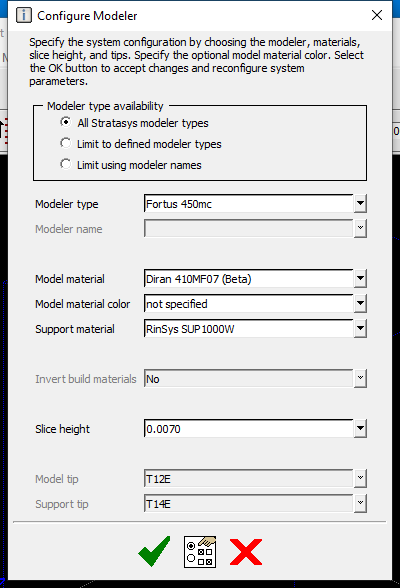 Configure Modeler
Specify the system configuration by choosing the modeler, materials,
slice height, and tips. Specify the optional model material color. Select
the OK button to accept changes and reconfigure system
parameters.
Modeler type availability
All Stratasys modeler types
Limit to defined modeler types
Limit using modeler names
Modeler type Fortus 450mc
Modeler name
Model material Diran 410MF07 (Beta)
Model material color not specified
Support material RinSys SUP1000W
Invert build materials No
Slice height 0.0070
Model tip T12E
Support tip T14E